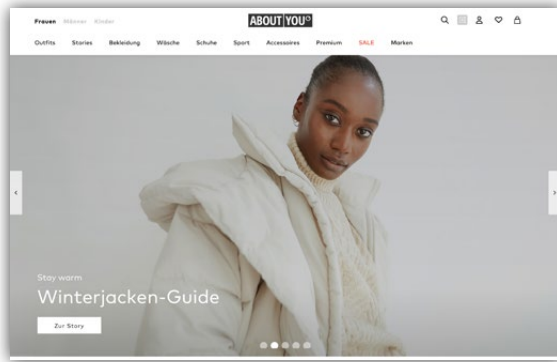 Frauen Männer Kinder
ABOUT YOU
Outfits Stories Bekleidung Wäsche Schuhe Sport Accessoires Premium SALE Marken
Stay warm
Winterjacken-Guide
Zur Story